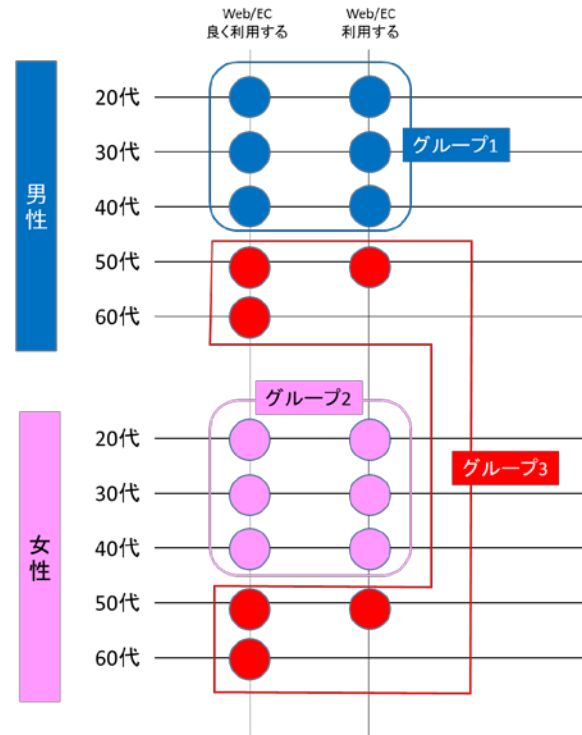 Web/EC
良く利用する
Web/EC
利用する
男性
20代
30代
40代
50代
60代
グループ1
女性
グループ2
20代
30代
40代
50代
60代
グループ3